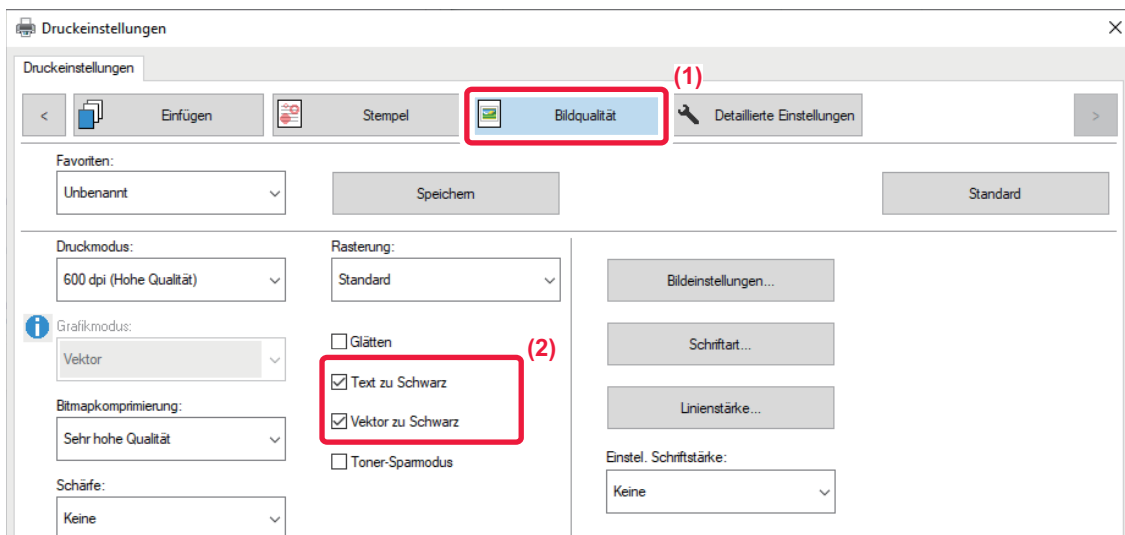 Druckeinstellungen
Druckeinstellungen
(1)
< Einfügen Stempel Bildqualität Detaillierte Einstellungen >
Favoriten:
Unbenannt Speichern Standard
Druckmodus: Rasterung:
600 dpi (Hohe Qualität) Standard Bildeinstellungen...
Grafikmodus:
Vektor
Glätten (2) Schriftart...
Text zu Schwarz
Bitmapkomprimierung: Linienstärke...
Sehr hohe Qualität Vektor zu Schwarz
Toner-Sparmodus Einstel. Schriftstärke:
Schärfe: Keine
Keine